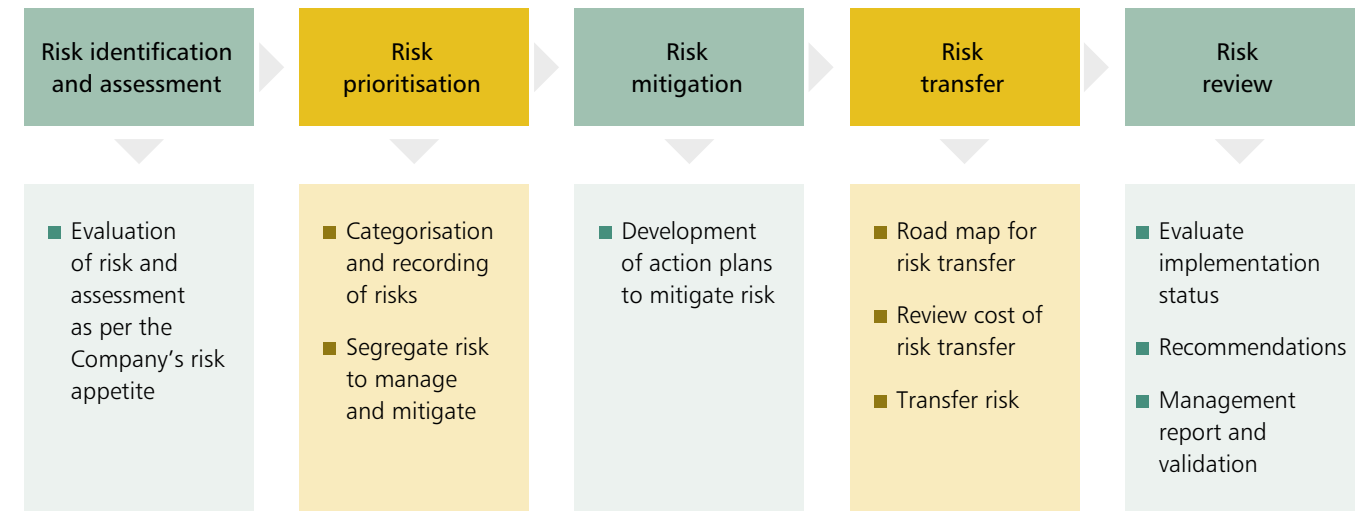 Risk identification
and assessment
Risk
prioritisation
Risk
mitigation
Risk
transfer
Risk
review
Evaluation
of risk and
assessment
as per the
Company’s risk
appetite
Categorisation
and recording
of risks
Segregate risk
to manage
and mitigate
Development
of action plans
to mitigate risk
Road map for
risk transfer
Review cost of
risk transfer
Transfer risk
Evaluate
implementation
status
Recommendations
Management
report and
validation